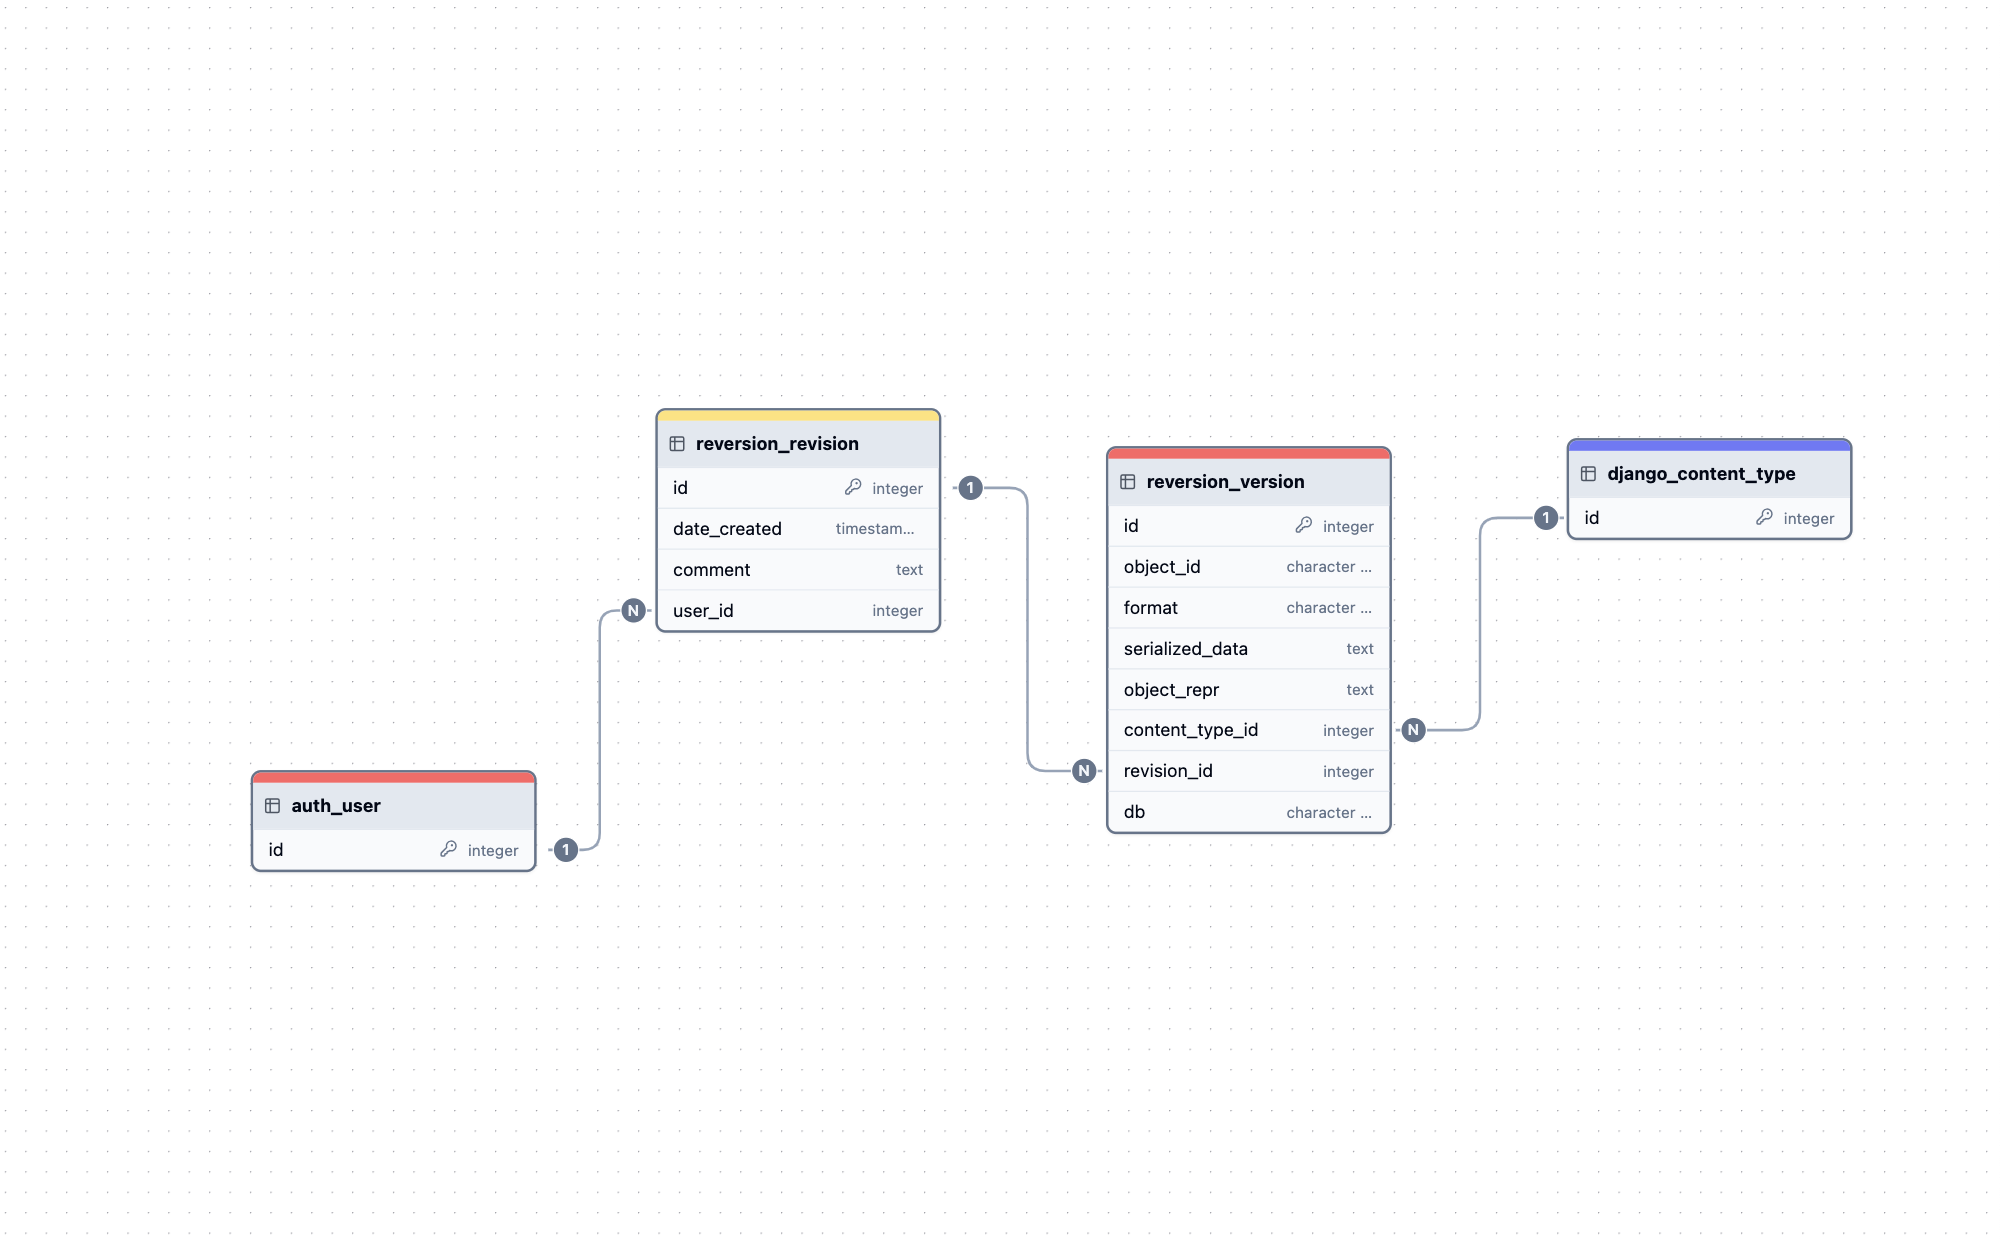 reversion_revision
id integer
date_created timestam...
comment text
user_id integer
1
N
auth_user
id integer
1
reversion_version
id integer
object_id character ...
format character ...
serialized_data text
object_repr text
content_type_id integer
revision_id integer
db character ...
N
N
django_content_type
id integer
1